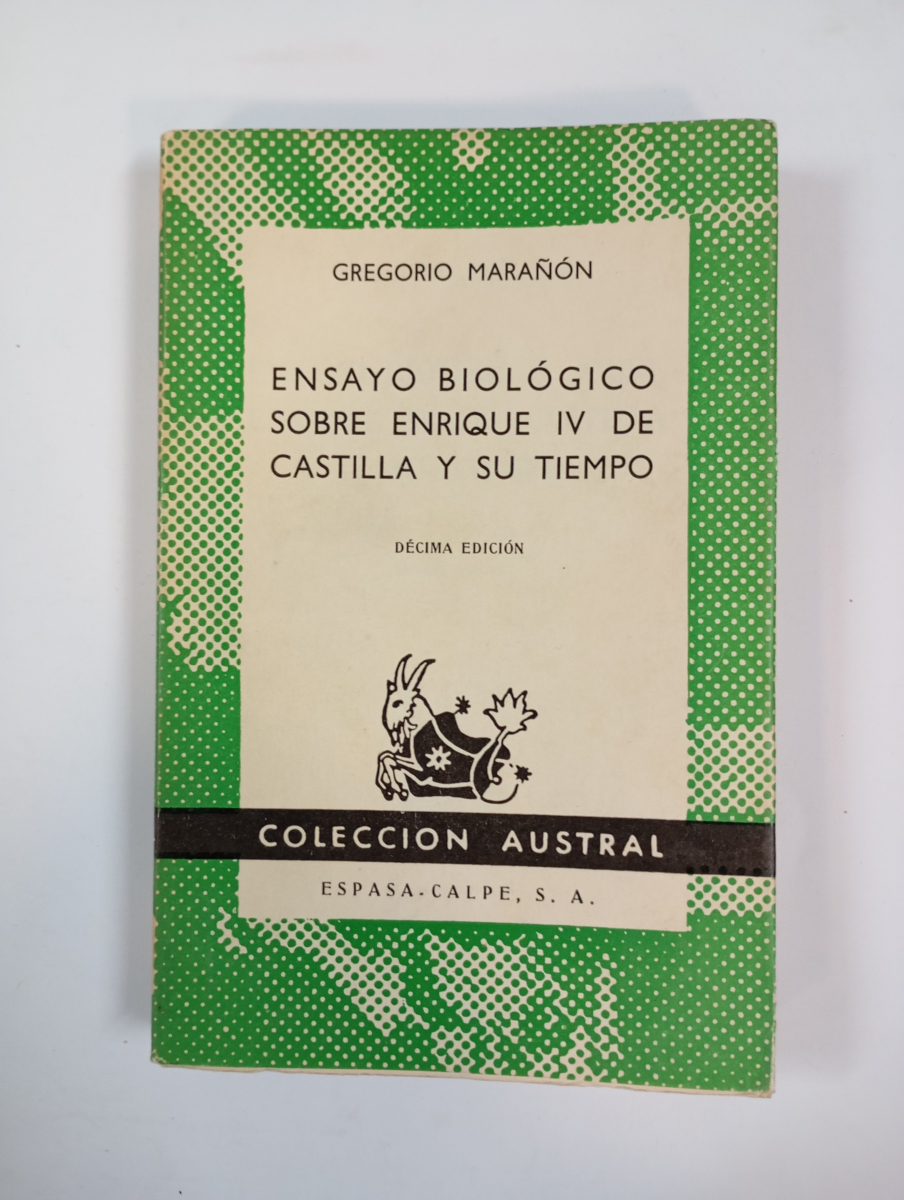 GREGORIO MARAÑÓN
ENSAYO BIOLÓGICO
SOBRE ENRIQUE IV DE
CASTILLA Y SU TIEMPO
DÉCIMA EDICIÓN
COLECCION AUSTRAL
ESPASA-CALPE, S. A.